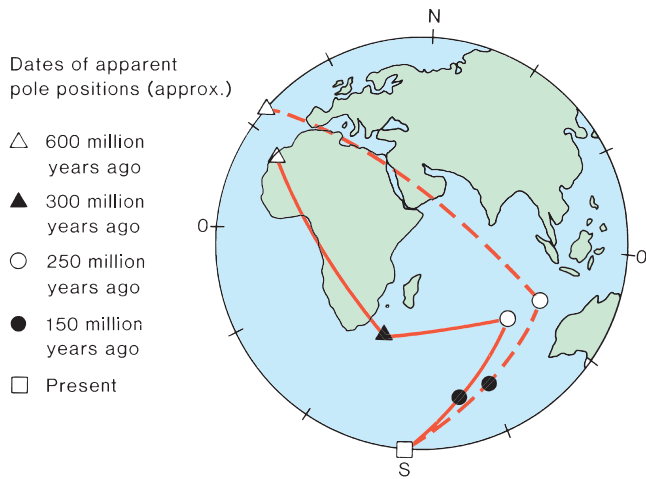 N
Dates of apparent
pole positions (approx.)
600 million
years ago
300 million
years ago
250 million
years ago
150 million
years ago
Present
0
0
S